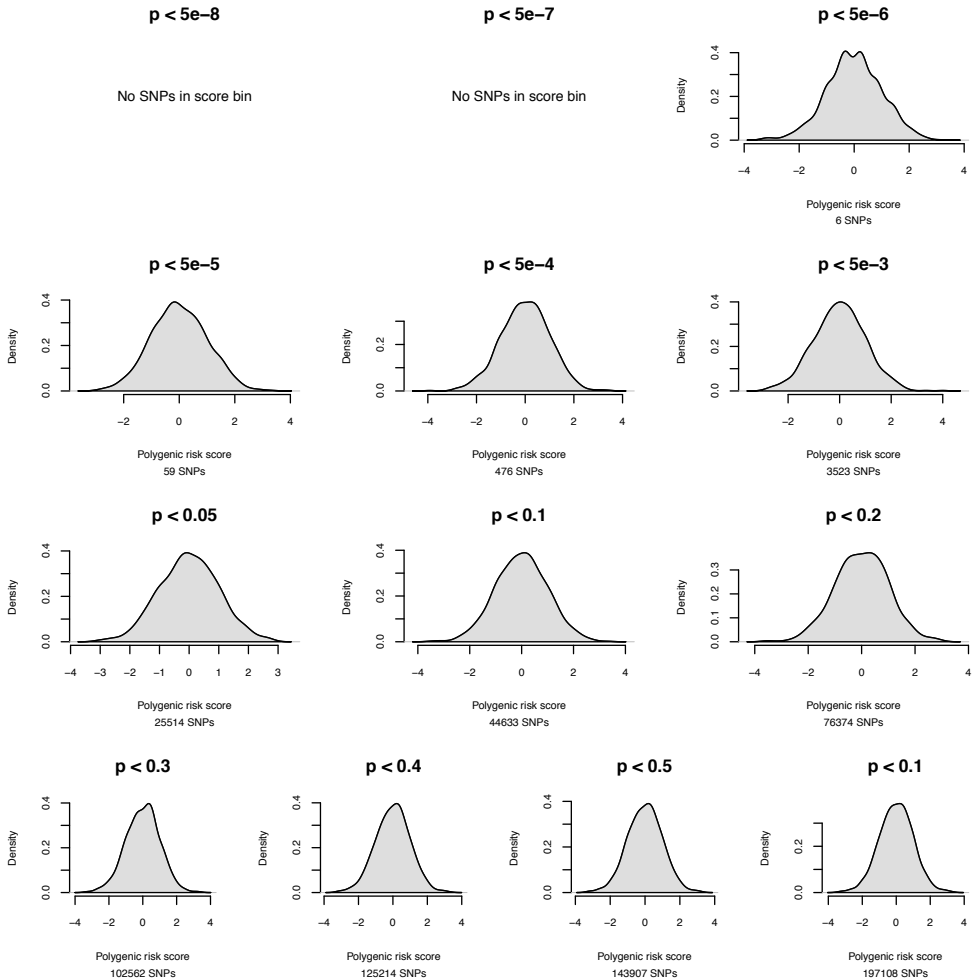 p < 5e−8
No SNPs in score bin
p < 5e−7
No SNPs in score bin
p < 5e−6
Density
0.0 0.2 0.4
−4 −2 0 2 4
Polygenic risk score
6 SNPs
p < 5e−5
Density
0.0 0.2 0.4
−2 0 2 4
Polygenic risk score
59 SNPs
p < 5e−4
Density
0.0 0.2
−4 −2 0 2 4
Polygenic risk score
476 SNPs
p < 5e−3
Density
0.0 0.2 0.4
−2 0 2 4
Polygenic risk score
3523 SNPs
p < 0.05
Density
0.0 0.2 0.4
−4 −3 −2 −1 0 1 2 3
Polygenic risk score
25514 SNPs
p < 0.1
Density
0.0 0.2 0.4
−4 −2 0 2 4
Polygenic risk score
44633 SNPs
p < 0.2
Density
0.0 0.1 0.2 0.3
−4 −2 0 2 4
Polygenic risk score
76374 SNPs
p < 0.3
Density
0.0 0.2 0.4
−4 −2 0 2 4
Polygenic risk score
102562 SNPs
p < 0.4
Density
0.0 0.2 0.4
−4 −2 0 2 4
Polygenic risk score
125214 SNPs
p < 0.5
Density
0.0 0.2 0.4
−4 −2 0 2 4
Polygenic risk score
143907 SNPs
p < 0.1
Density
0.0 0.2
−4 −2 0 2 4
Polygenic risk score
197108 SNPs